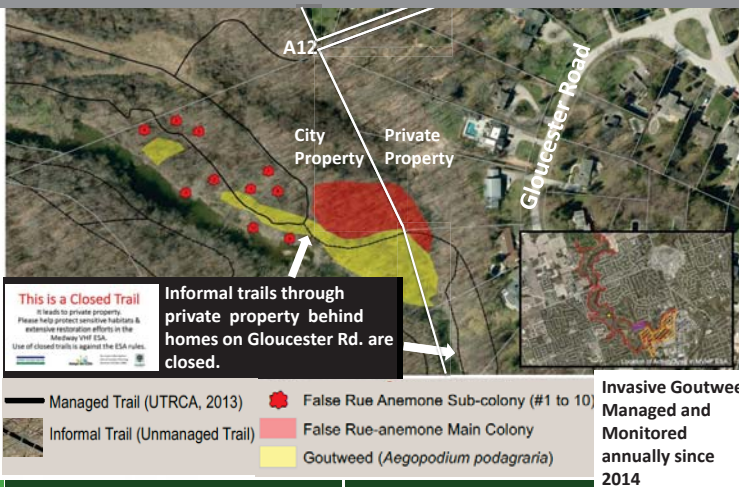 A12
City
Property
Private
Property
Gloucester Road
This is a Closed Trail
It leads to private property.
Please help protect sensitive habitats &
extensive restoration efforts in the
Medway VHF ESA.
Use of closed trails is against the ESA rules.
Informal trails through
private property behind
homes on Gloucester Rd. are
closed.
Managed Trail (UTRCA, 2013)
Informal Trail (Unmanaged Trail)
False Rue Anemone Sub-colony (#1 to 10)
False Rue-anemone Main Colony
Goutweed (Aegopodium podagraria)
Invasive Goutwee
Managed and
Monitored
annually since
2014